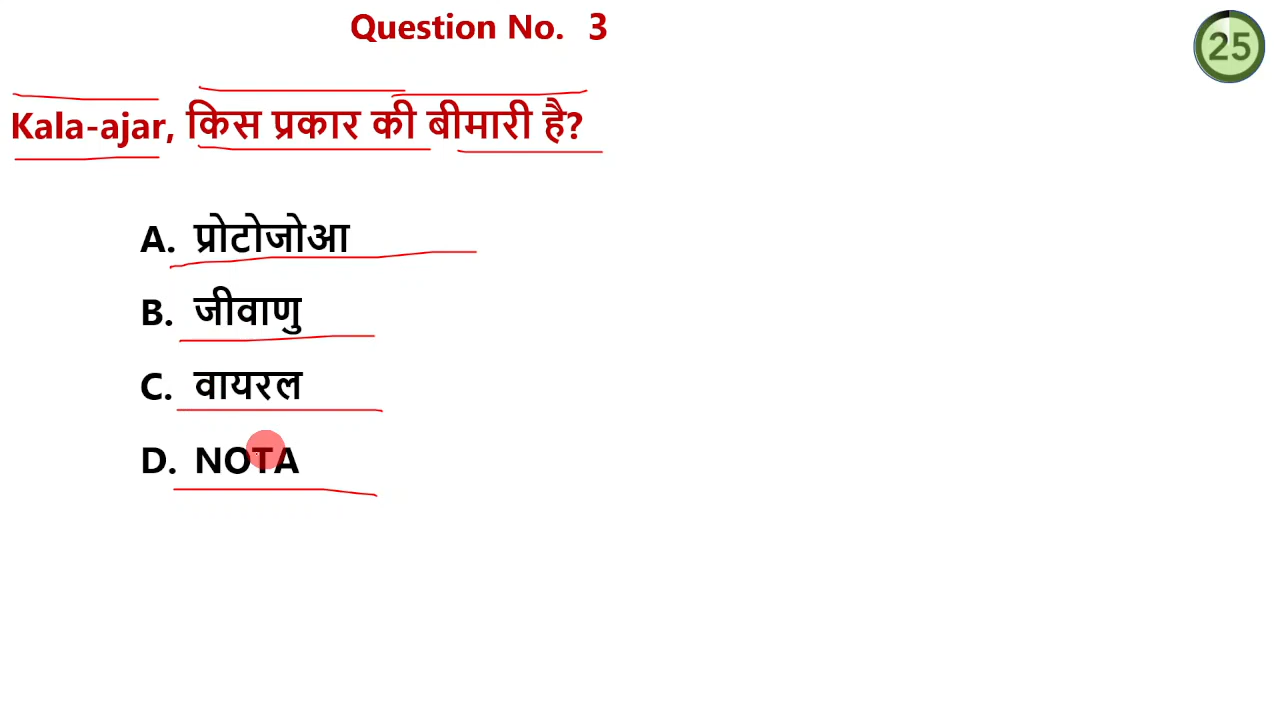 Question No. 3
25
Kala-ajar, किस प्रकार की बीमारी है?
A. प्रोटोजोआ
B. जीवाणु
C. वायरल
D. NOTA